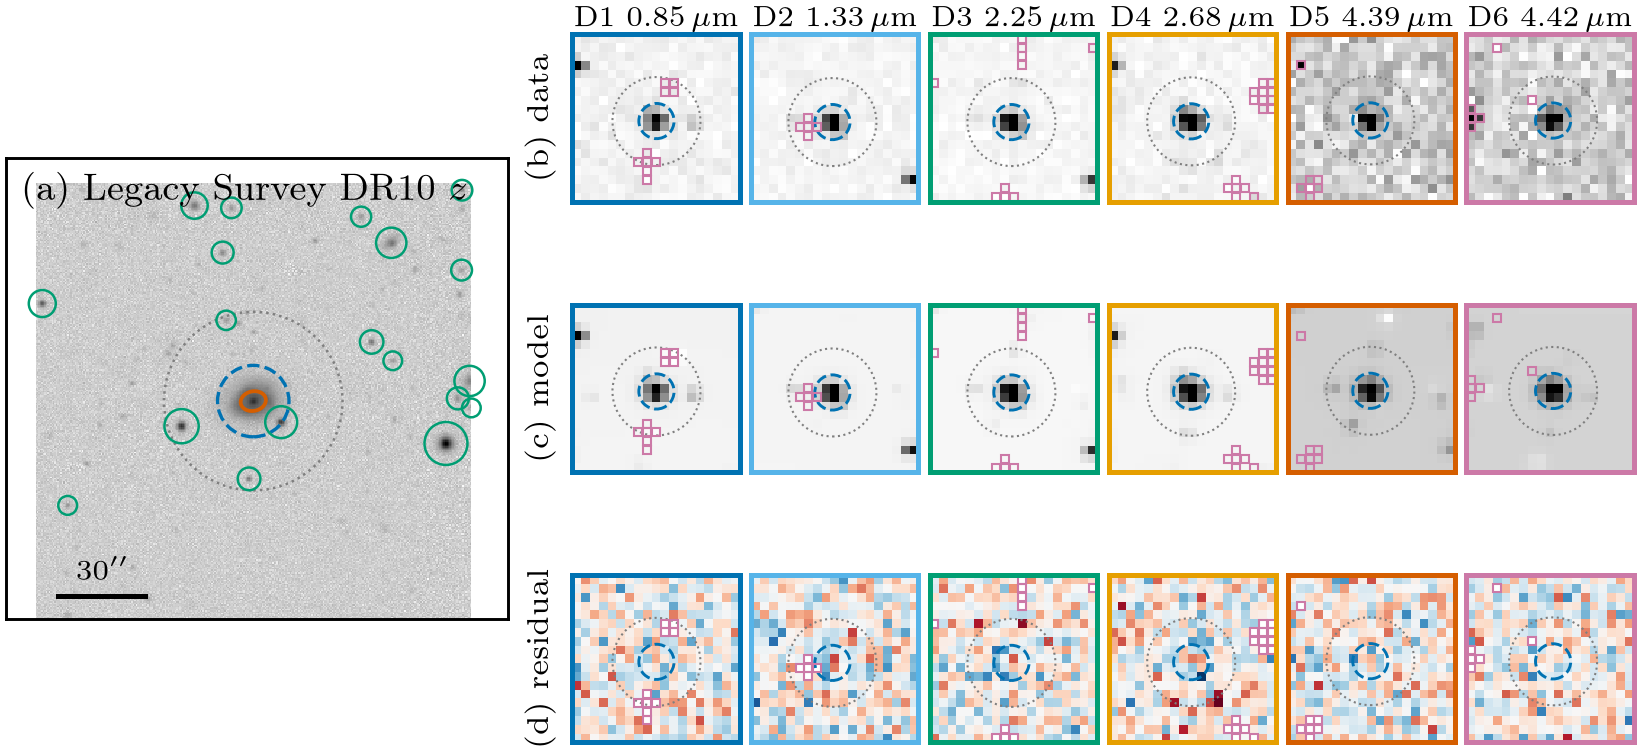 D1 0.85 μm D2 1.33 μm D3 2.25 μm D4 2.68 μm D5 4.39 μm D6 4.42 μm
(b) data
(a) Legacy Survey DR10 z
(c) model
30′′
(d) residual